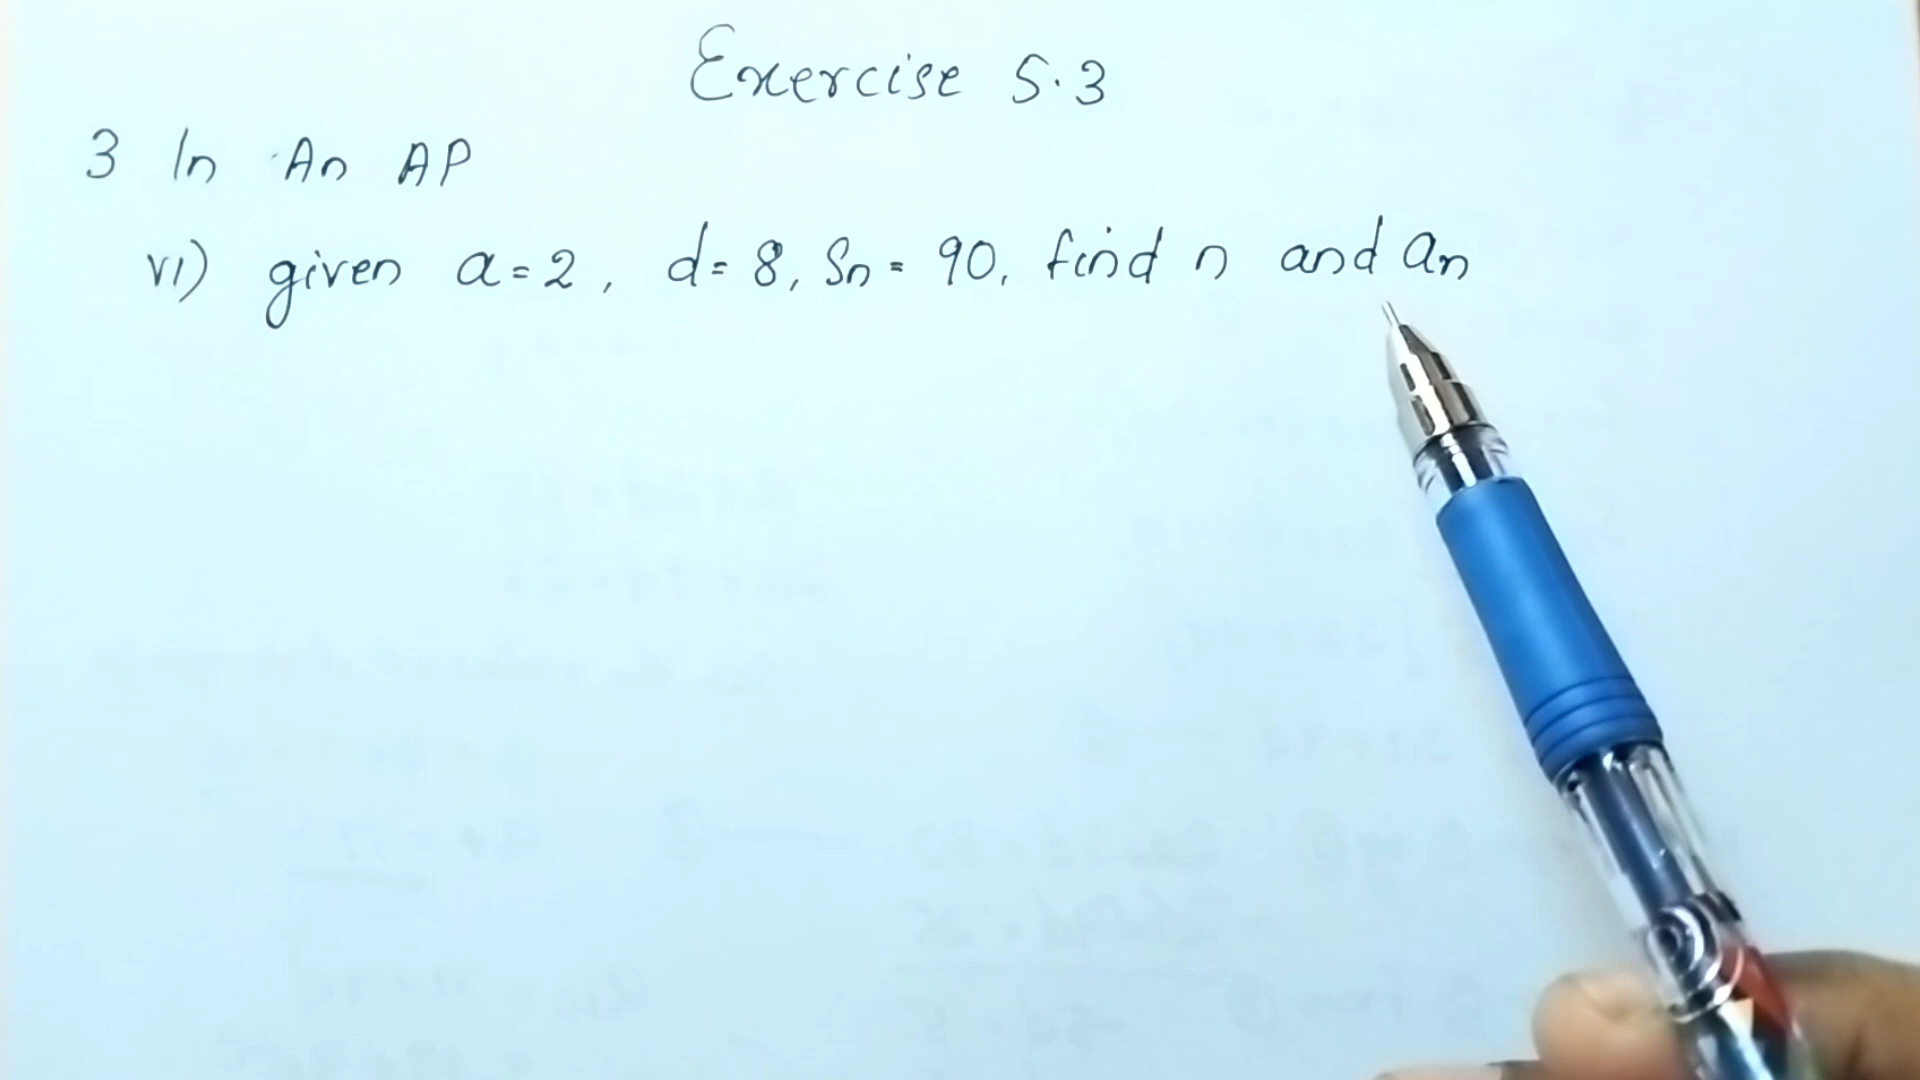 Exercise 5.3
3 In An AP
vi) given a=2, d=8, Sn=90, find n and an